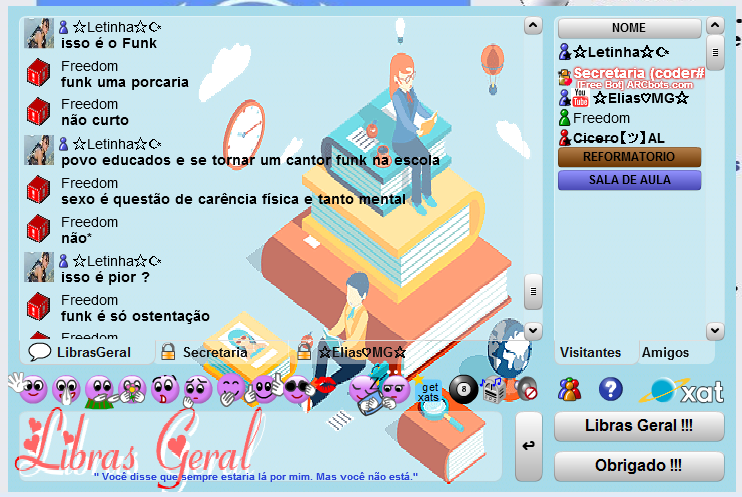 ☆Letinha☆☪
isso é o Funk
Freedom
funk uma porcaria
Freedom
não curto
☆Letinha☆☪
povo educados e se tornar um cantor funk na escola
Freedom
sexo é questão de carência física e tanto mental
Freedom
não*
☆Letinha☆☪
isso é pior ?
Freedom
funk é só ostentação
Freedom
LibrasGeral
Secretaria
☆Elias♡MG☆
NOME
☆Letinha☆☪
Secretaria (coder#
[Free Bot] ARCbots.com
You Tube ☆Elias♡MG☆
Freedom
Cicero【ツ】AL
REFORMATORIO
SALA DE AULA
Visitantes
Amigos
get xats
8
? xat
Libras Geral
" Você disse que sempre estaria lá por mim. Mas você não está."
Libras Geral !!!
Obrigado !!!